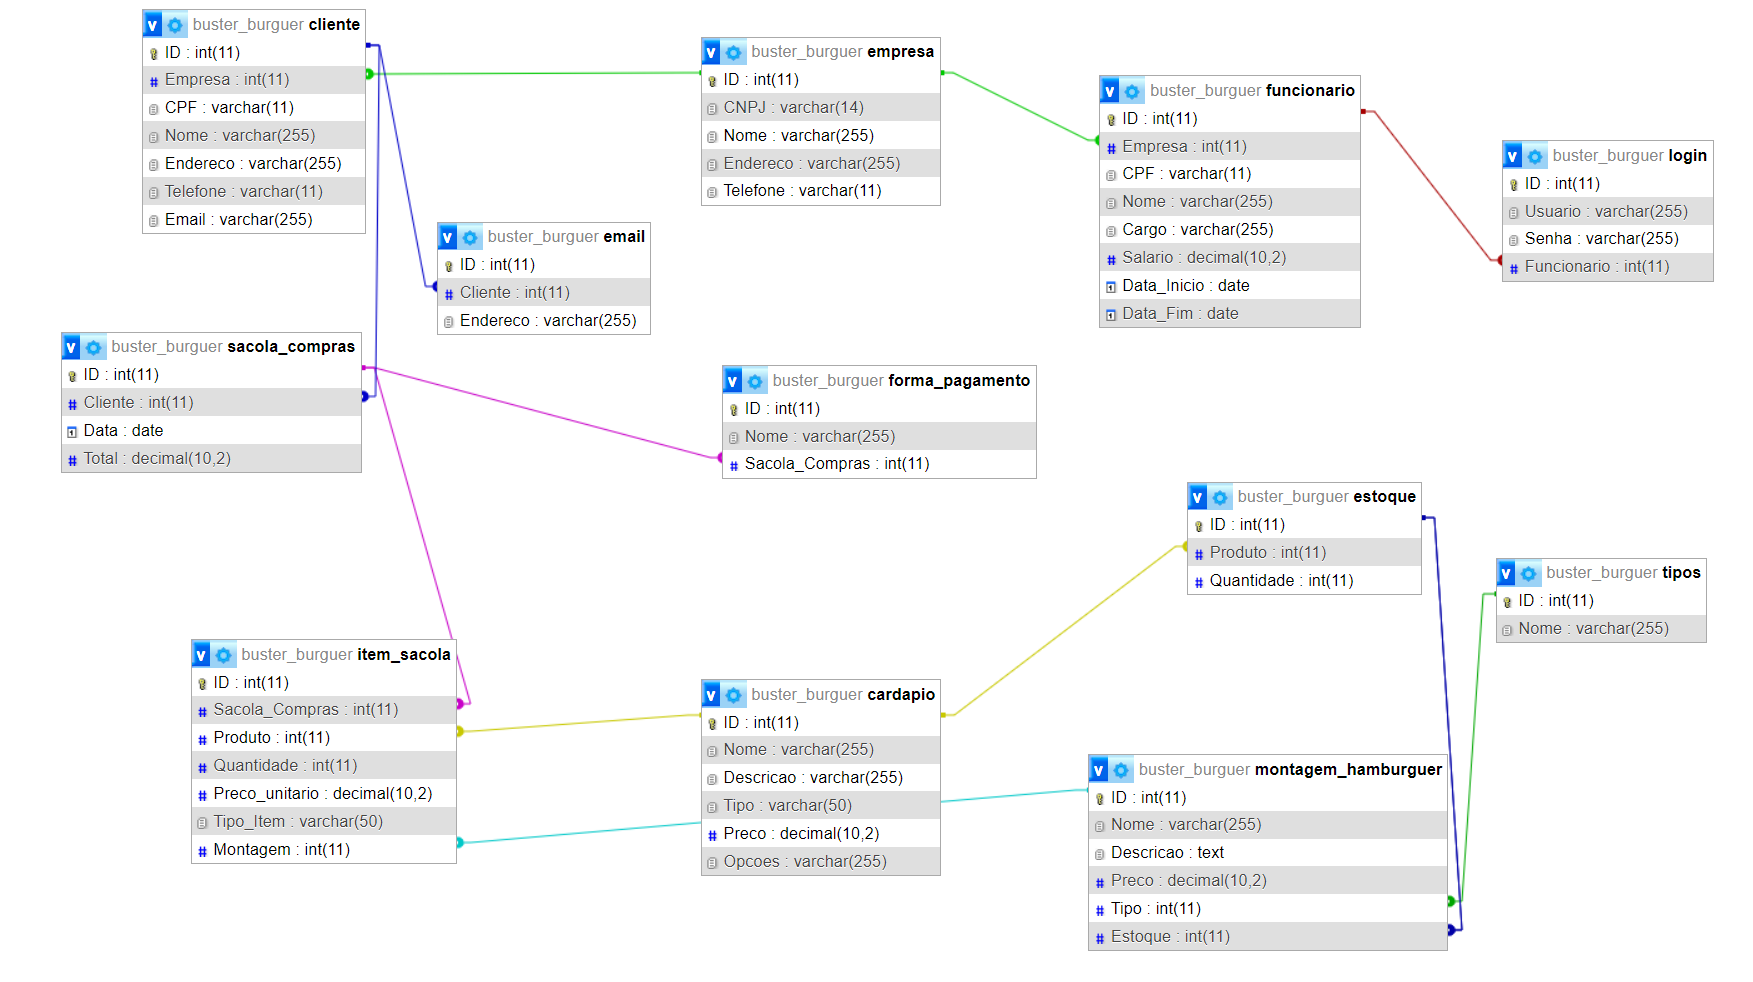 buster_burguer cliente
ID : int(11)
Empresa : int(11)
CPF : varchar(11)
Nome : varchar(255)
Endereco : varchar(255)
Telefone : varchar(11)
Email : varchar(255)
buster_burguer empresa
ID : int(11)
CNPJ : varchar(14)
Nome : varchar(255)
Endereco : varchar(255)
Telefone : varchar(11)
buster_burguer funcionario
ID : int(11)
Empresa : int(11)
CPF : varchar(11)
Nome : varchar(255)
Cargo : varchar(255)
Salario : decimal(10,2)
Data_Inicio : date
Data_Fim : date
buster_burguer login
ID : int(11)
Usuario : varchar(255)
Senha : varchar(255)
Funcionario : int(11)
buster_burguer email
ID : int(11)
Cliente : int(11)
Endereco : varchar(255)
buster_burguer sacola_compras
ID : int(11)
Cliente : int(11)
Data : date
Total : decimal(10,2)
buster_burguer forma_pagamento
ID : int(11)
Nome : varchar(255)
Sacola_Compras : int(11)
buster_burguer estoque
ID : int(11)
Produto : int(11)
Quantidade : int(11)
buster_burguer tipos
ID : int(11)
Nome : varchar(255)
buster_burguer item_sacola
ID : int(11)
Sacola_Compras : int(11)
Produto : int(11)
Quantidade : int(11)
Preco_unitario : decimal(10,2)
Tipo_Item : varchar(50)
Montagem : int(11)
buster_burguer cardapio
ID : int(11)
Nome : varchar(255)
Descricao : varchar(255)
Tipo : varchar(50)
Preco : decimal(10,2)
Opcoes : varchar(255)
buster_burguer montagem_hamburguer
ID : int(11)
Nome : varchar(255)
Descricao : text
Preco : decimal(10,2)
Tipo : int(11)
Estoque : int(11)